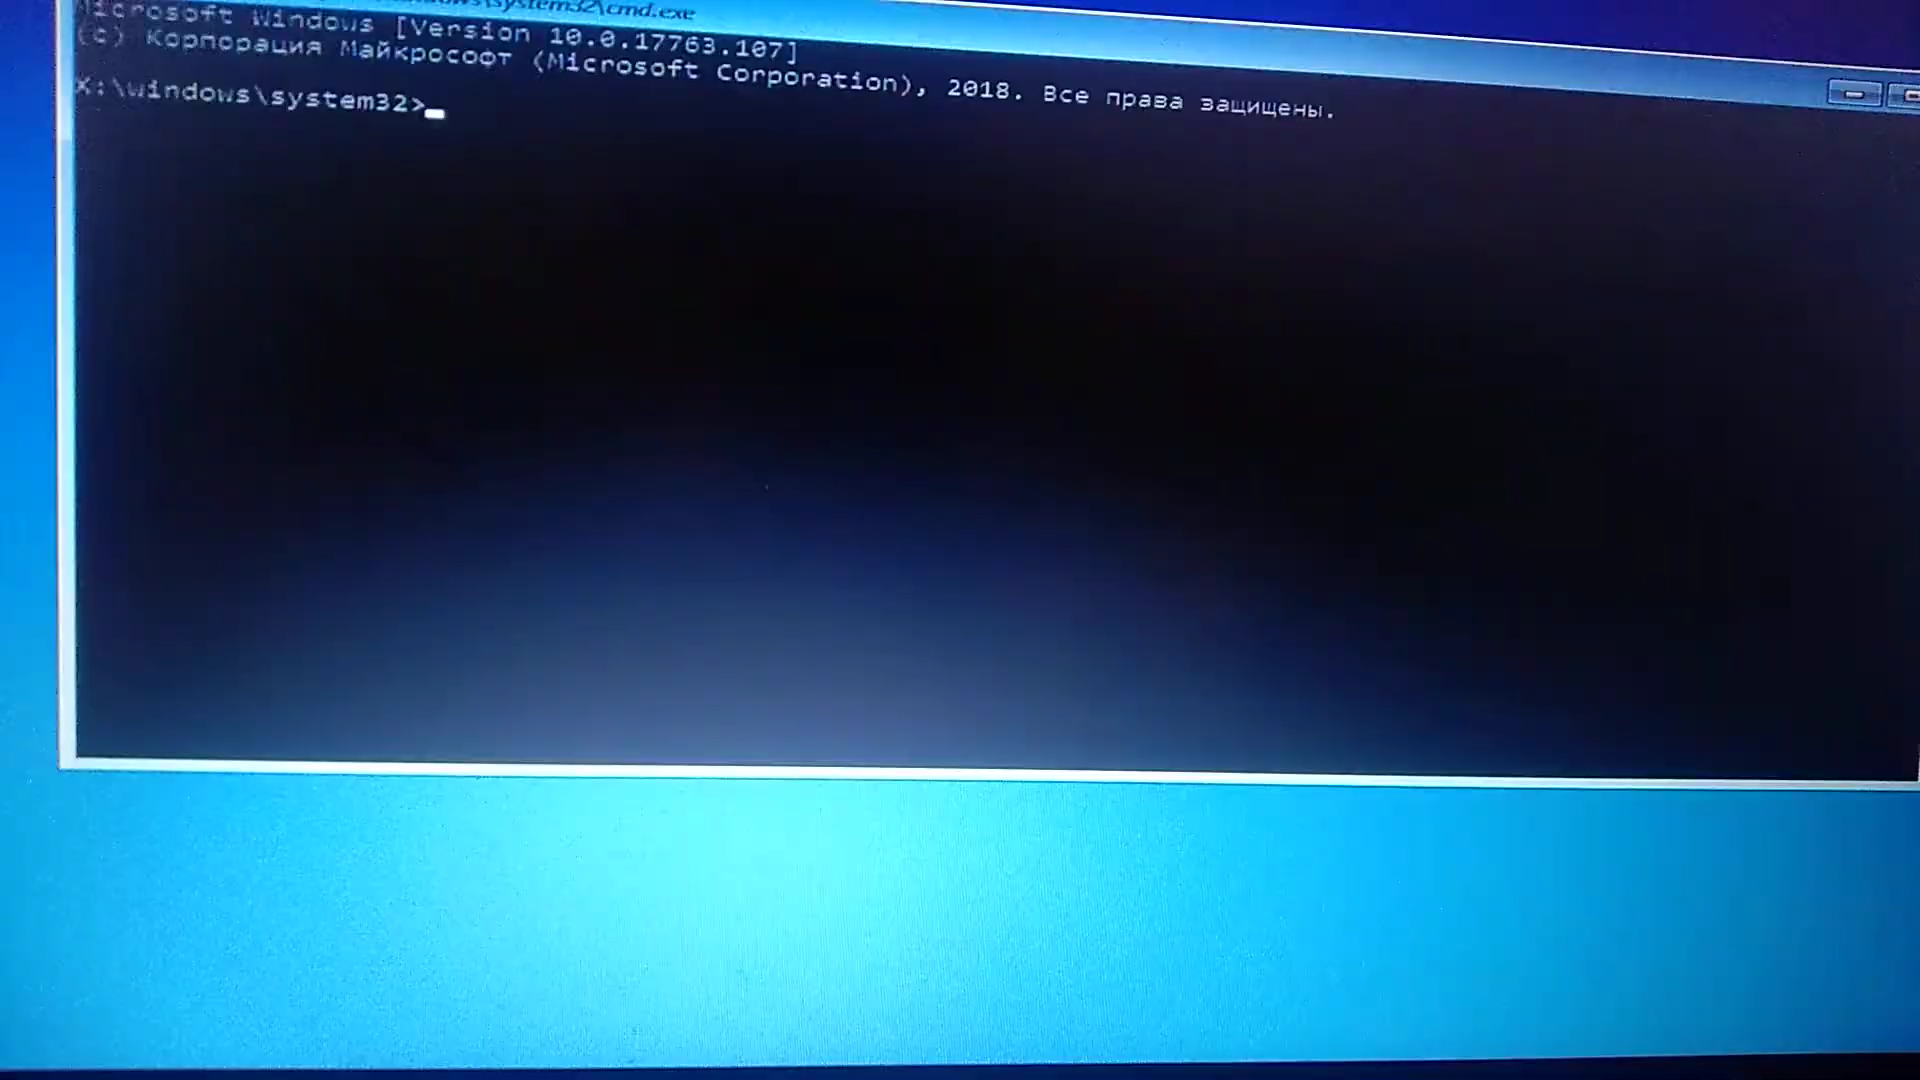 \system32\cmd.exe
Microsoft Windows [Version 10.0.17763.107]
(c) Корпорация Майкрософт (Microsoft Corporation), 2018. Все права защищены.
X:\windows\system32>